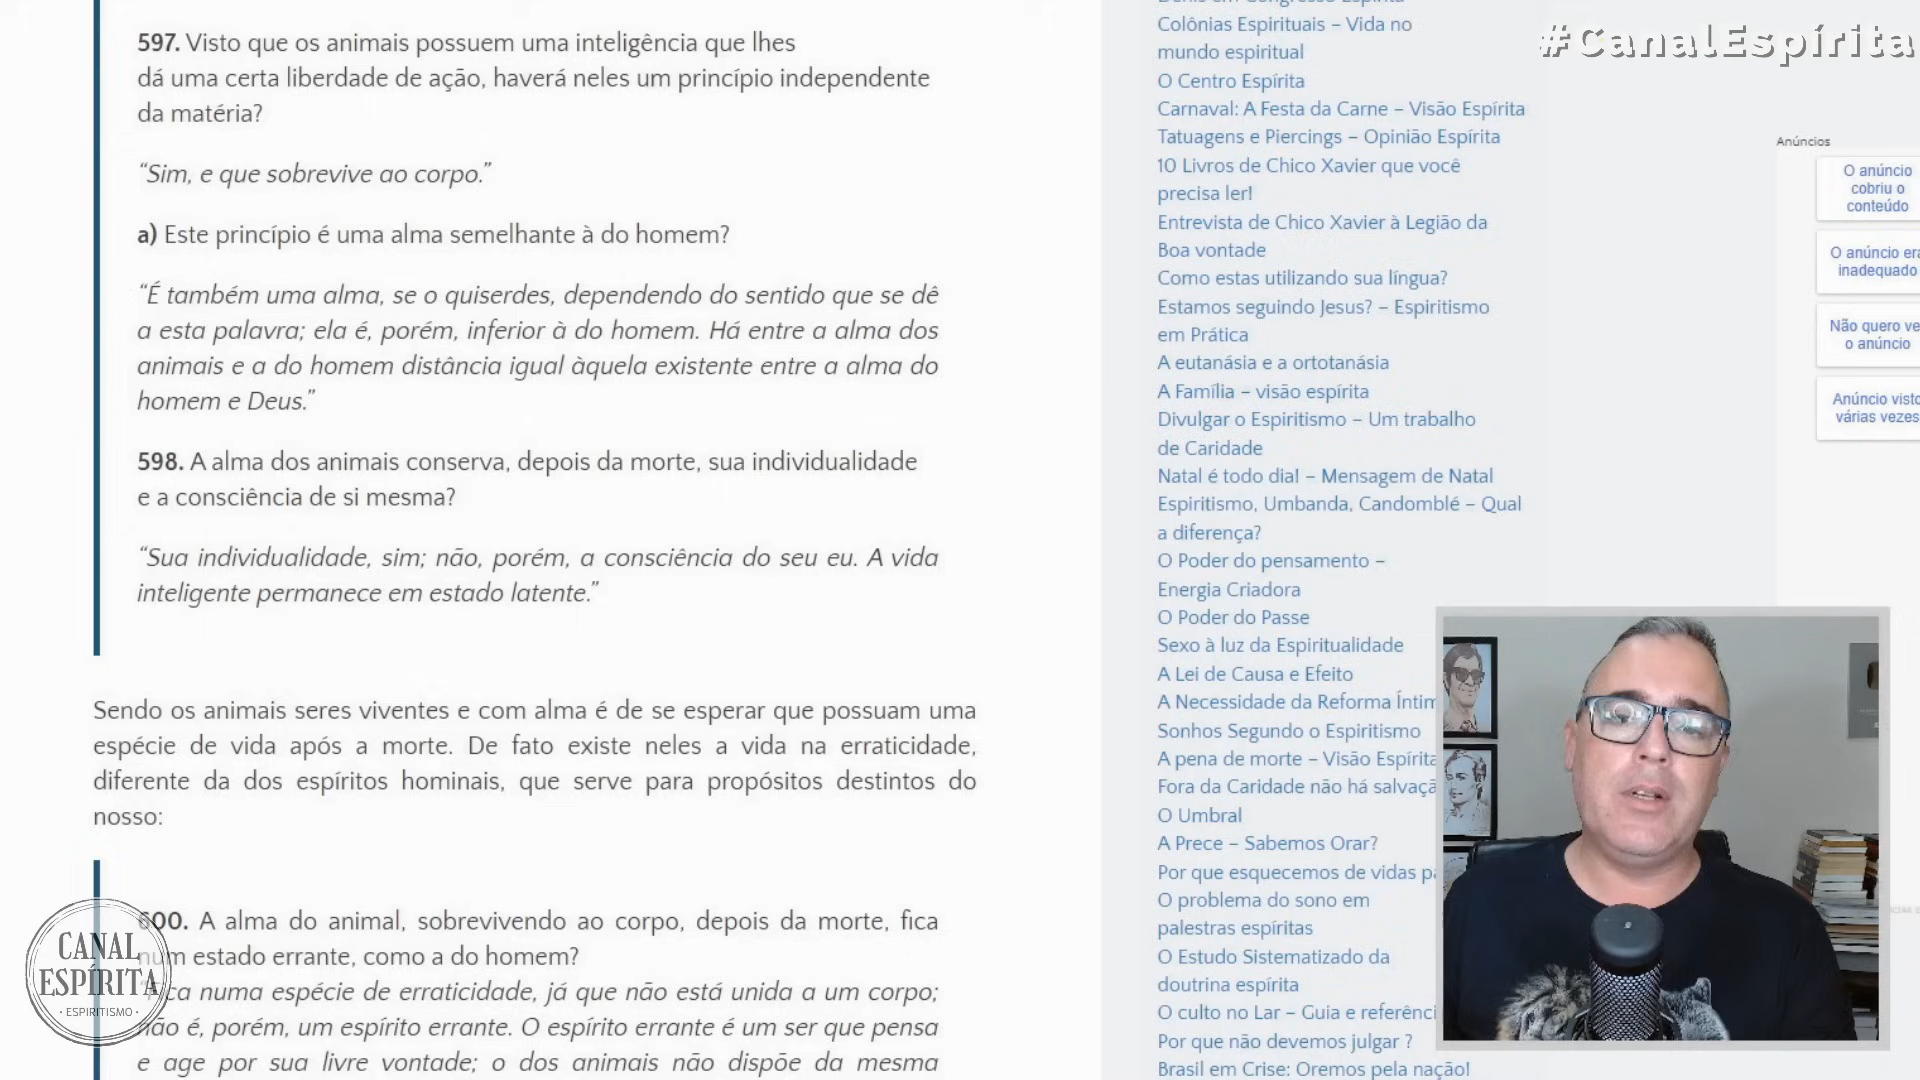 597. Visto que os animais possuem uma inteligência que lhes
dá uma certa liberdade de ação, haverá neles um princípio independente
da matéria?
“Sim, e que sobrevive ao corpo.”
a) Este princípio é uma alma semelhante à do homem?
“É também uma alma, se o quiserdes, dependendo do sentido que se dê
a esta palavra; ela é, porém, inferior à do homem. Há entre a alma dos
animais e a do homem distância igual àquela existente entre a alma do
homem e Deus.”
598. A alma dos animais conserva, depois da morte, sua individualidade
e a consciência de si mesma?
“Sua individualidade, sim; não, porém, a consciência do seu eu. A vida
inteligente permanece em estado latente.”
Sendo os animais seres viventes e com alma é de se esperar que possuam uma
espécie de vida após a morte. De fato existe neles a vida na erraticidade,
diferente da dos espíritos hominais, que serve para propósitos destintos do
nosso:
600. A alma do animal, sobrevivendo ao corpo, depois da morte, fica
num estado errante, como a do homem?
“Fica numa espécie de erraticidade, já que não está unida a um corpo;
não é, porém, um espírito errante. O espírito errante é um ser que pensa
e age por sua livre vontade; o dos animais não dispõe da mesma
CANAL
ESPÍRITA
· ESPIRITISMO ·
Colônias Espirituais – Vida no
mundo espiritual
O Centro Espírita
Carnaval: A Festa da Carne – Visão Espírita
Tatuagens e Piercings – Opinião Espírita
10 Livros de Chico Xavier que você
precisa ler!
Entrevista de Chico Xavier à Legião da
Boa vontade
Como estas utilizando sua língua?
Estamos seguindo Jesus? – Espiritismo
em Prática
A eutanásia e a ortotanásia
A Família – visão espírita
Divulgar o Espiritismo – Um trabalho
de Caridade
Natal é todo dia! – Mensagem de Natal
Espiritismo, Umbanda, Candomblé – Qual
a diferença?
O Poder do pensamento –
Energia Criadora
O Poder do Passe
Sexo à luz da Espiritualidade
A Lei de Causa e Efeito
A Necessidade da Reforma Íntim
Sonhos Segundo o Espiritismo
A pena de morte – Visão Espírita
Fora da Caridade não há salvaçã
O Umbral
A Prece – Sabemos Orar?
Por que esquecemos de vidas pa
O problema do sono em
palestras espíritas
O Estudo Sistematizado da
doutrina espírita
O culto no Lar – Guia e referênci
Por que não devemos julgar ?
Brasil em Crise: Oremos pela nação!
#CanalEspírita
Anúncios
O anúncio
cobriu o
conteúdo
O anúncio era
inadequado
Não quero ve
o anúncio
Anúncio visto
várias vezes